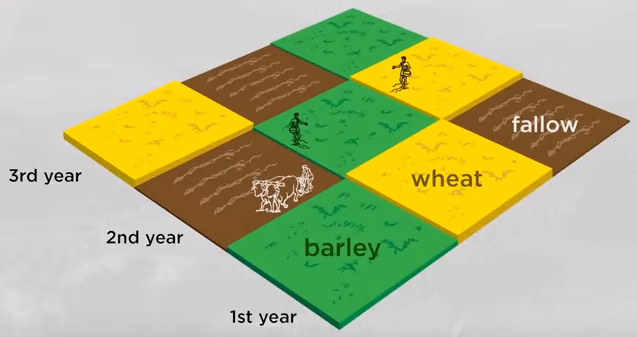 fallow
wheat
3rd year
2nd year
barley
1st year